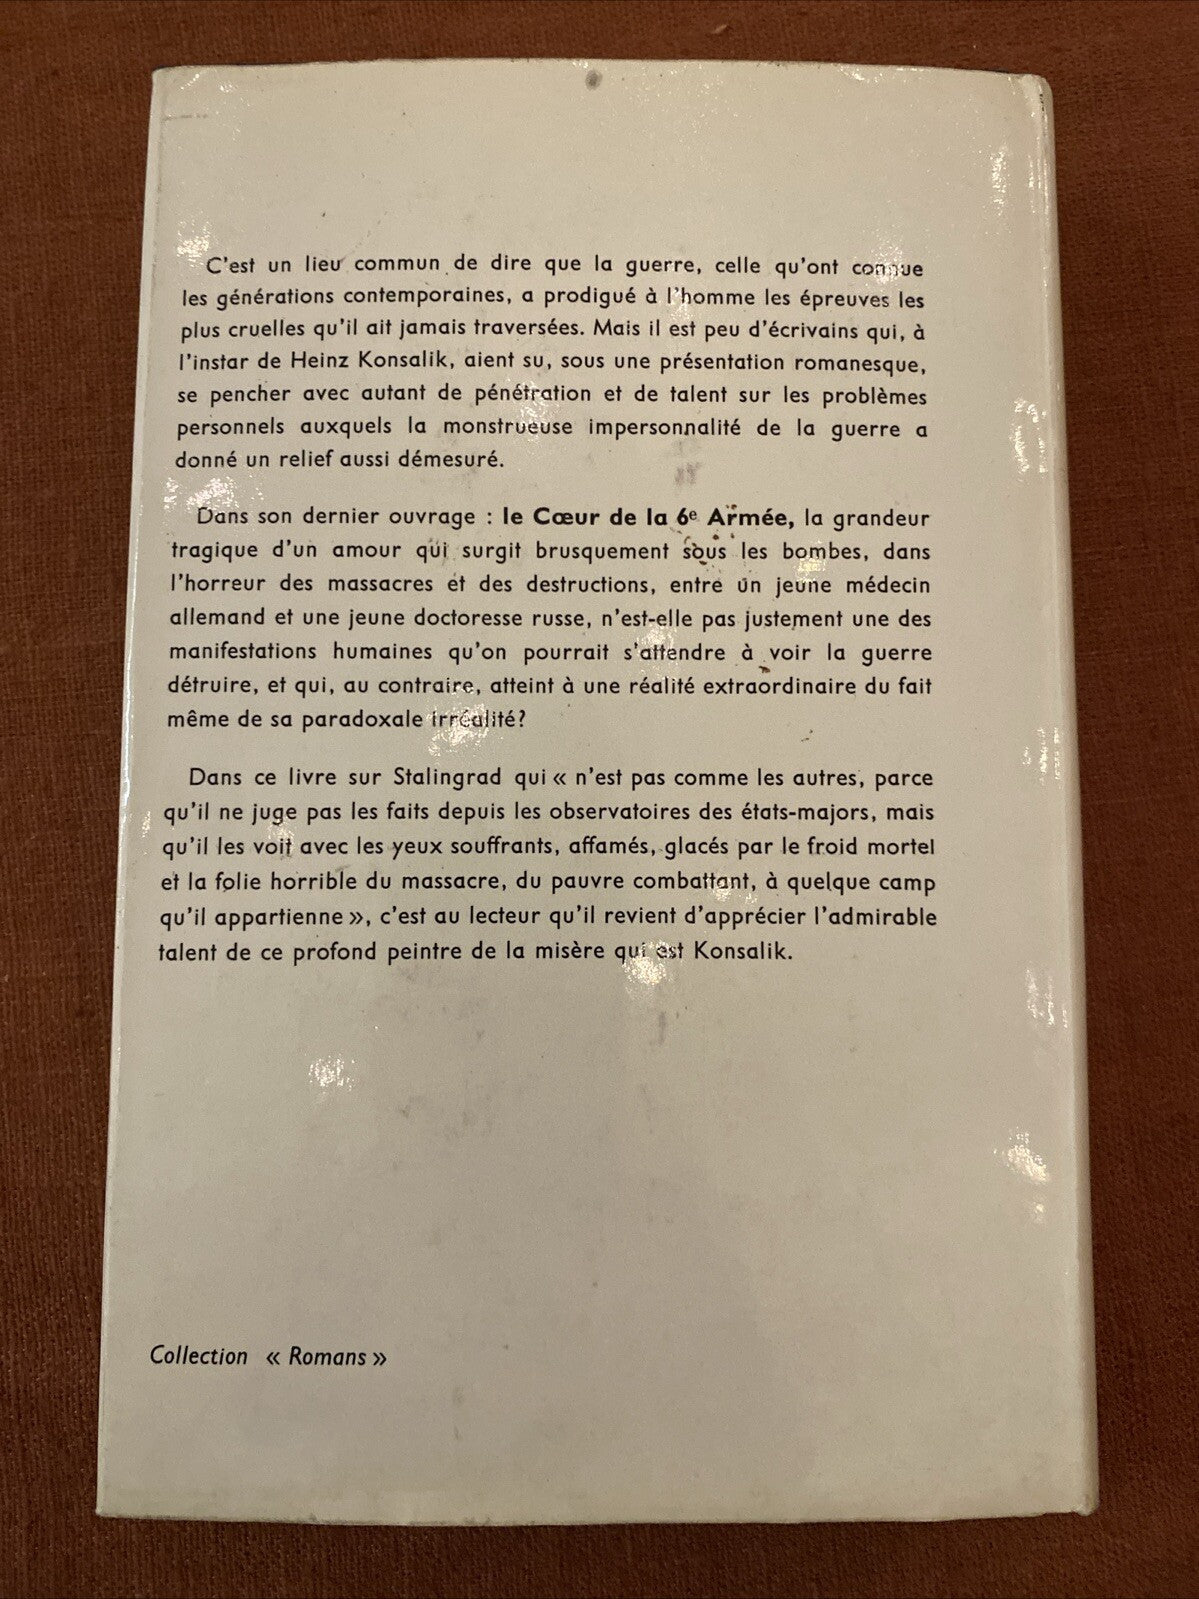 C'est un lieu commun de dire que la guerre, celle qu'ont connue
les générations contemporaines, a prodigué à l'homme les épreuves les
plus cruelles qu'il ait jamais traversées. Mais il est peu d'écrivains qui, à
l'instar de Heinz Konsalik, aient su, sous une présentation romanesque,
se pencher avec autant de pénétration et de talent sur les problèmes
personnels auxquels la monstrueuse impersonnalité de la guerre a
donné un relief aussi démesuré.
Dans son dernier ouvrage : le Cœur de la 6e Armée, la grandeur
tragique d'un amour qui surgit brusquement sous les bombes, dans
l'horreur des massacres et des destructions, entre un jeune médecin
allemand et une jeune doctoresse russe, n'est-elle pas justement une des
manifestations humaines qu'on pourrait s'attendre à voir la guerre
détruire, et qui, au contraire, atteint à une réalité extraordinaire du fait
même de sa paradoxale irréalité?
Dans ce livre sur Stalingrad qui « n'est pas comme les autres, parce
qu'il ne juge pas les faits depuis les observatoires des états-majors, mais
qu'il les voit avec les yeux souffrants, affamés, glacés par le froid mortel
et la folie horrible du massacre, du pauvre combattant, à quelque camp
qu'il appartienne », c'est au lecteur qu'il revient d'apprécier l'admirable
talent de ce profond peintre de la misère qui est Konsalik.
Collection « Romans »